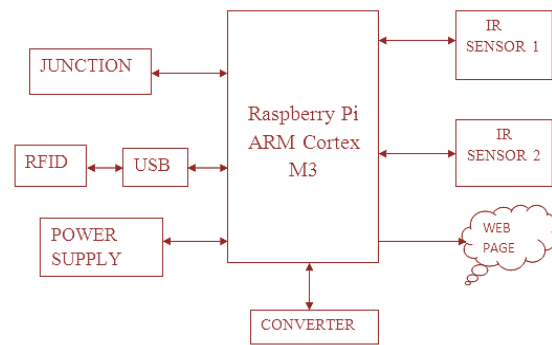 JUNCTION
RFID
USB
POWER
SUPPLY
Raspberry Pi
ARM Cortex
M3
CONVERTER
IR
SENSOR 1
IR
SENSOR 2
WEB
PAGE